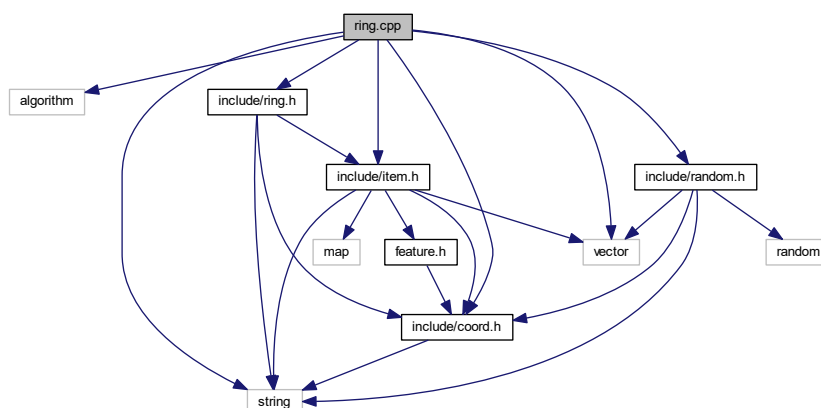 ring.cpp
algorithm
include/ring.h
include/item.h
include/random.h
map
feature.h
vector
random
include/coord.h
string